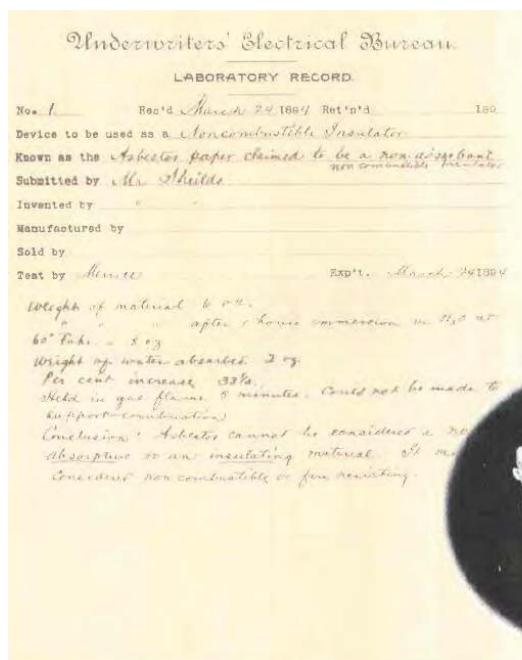 Underwriters' Electrical Bureau.
LABORATORY RECORD.
No. 1 Rec'd March 24 1894 Ret'n'd 189
Device to be used as a Noncombustible Insulator
Known as the Asbestos paper claimed to be a non absorbant
non combustible insulator
Submitted by Mr Shields
Invented by " "
Manufactured by
Sold by
Test by Merrill Exp't. March 24 1894
Weight of material 6 oz.
" " " after 1 hour immersion in H2O at
60° Fahr. = 8 oz
Weight of water absorbed 2 oz.
Per cent increase 33%.
Held in gas flame 5 minutes. Could not be made to
support combustion
Conclusion: Asbestos cannot be considered a
absorptive or an insulating material. It
considered non combustible or fire resisting.